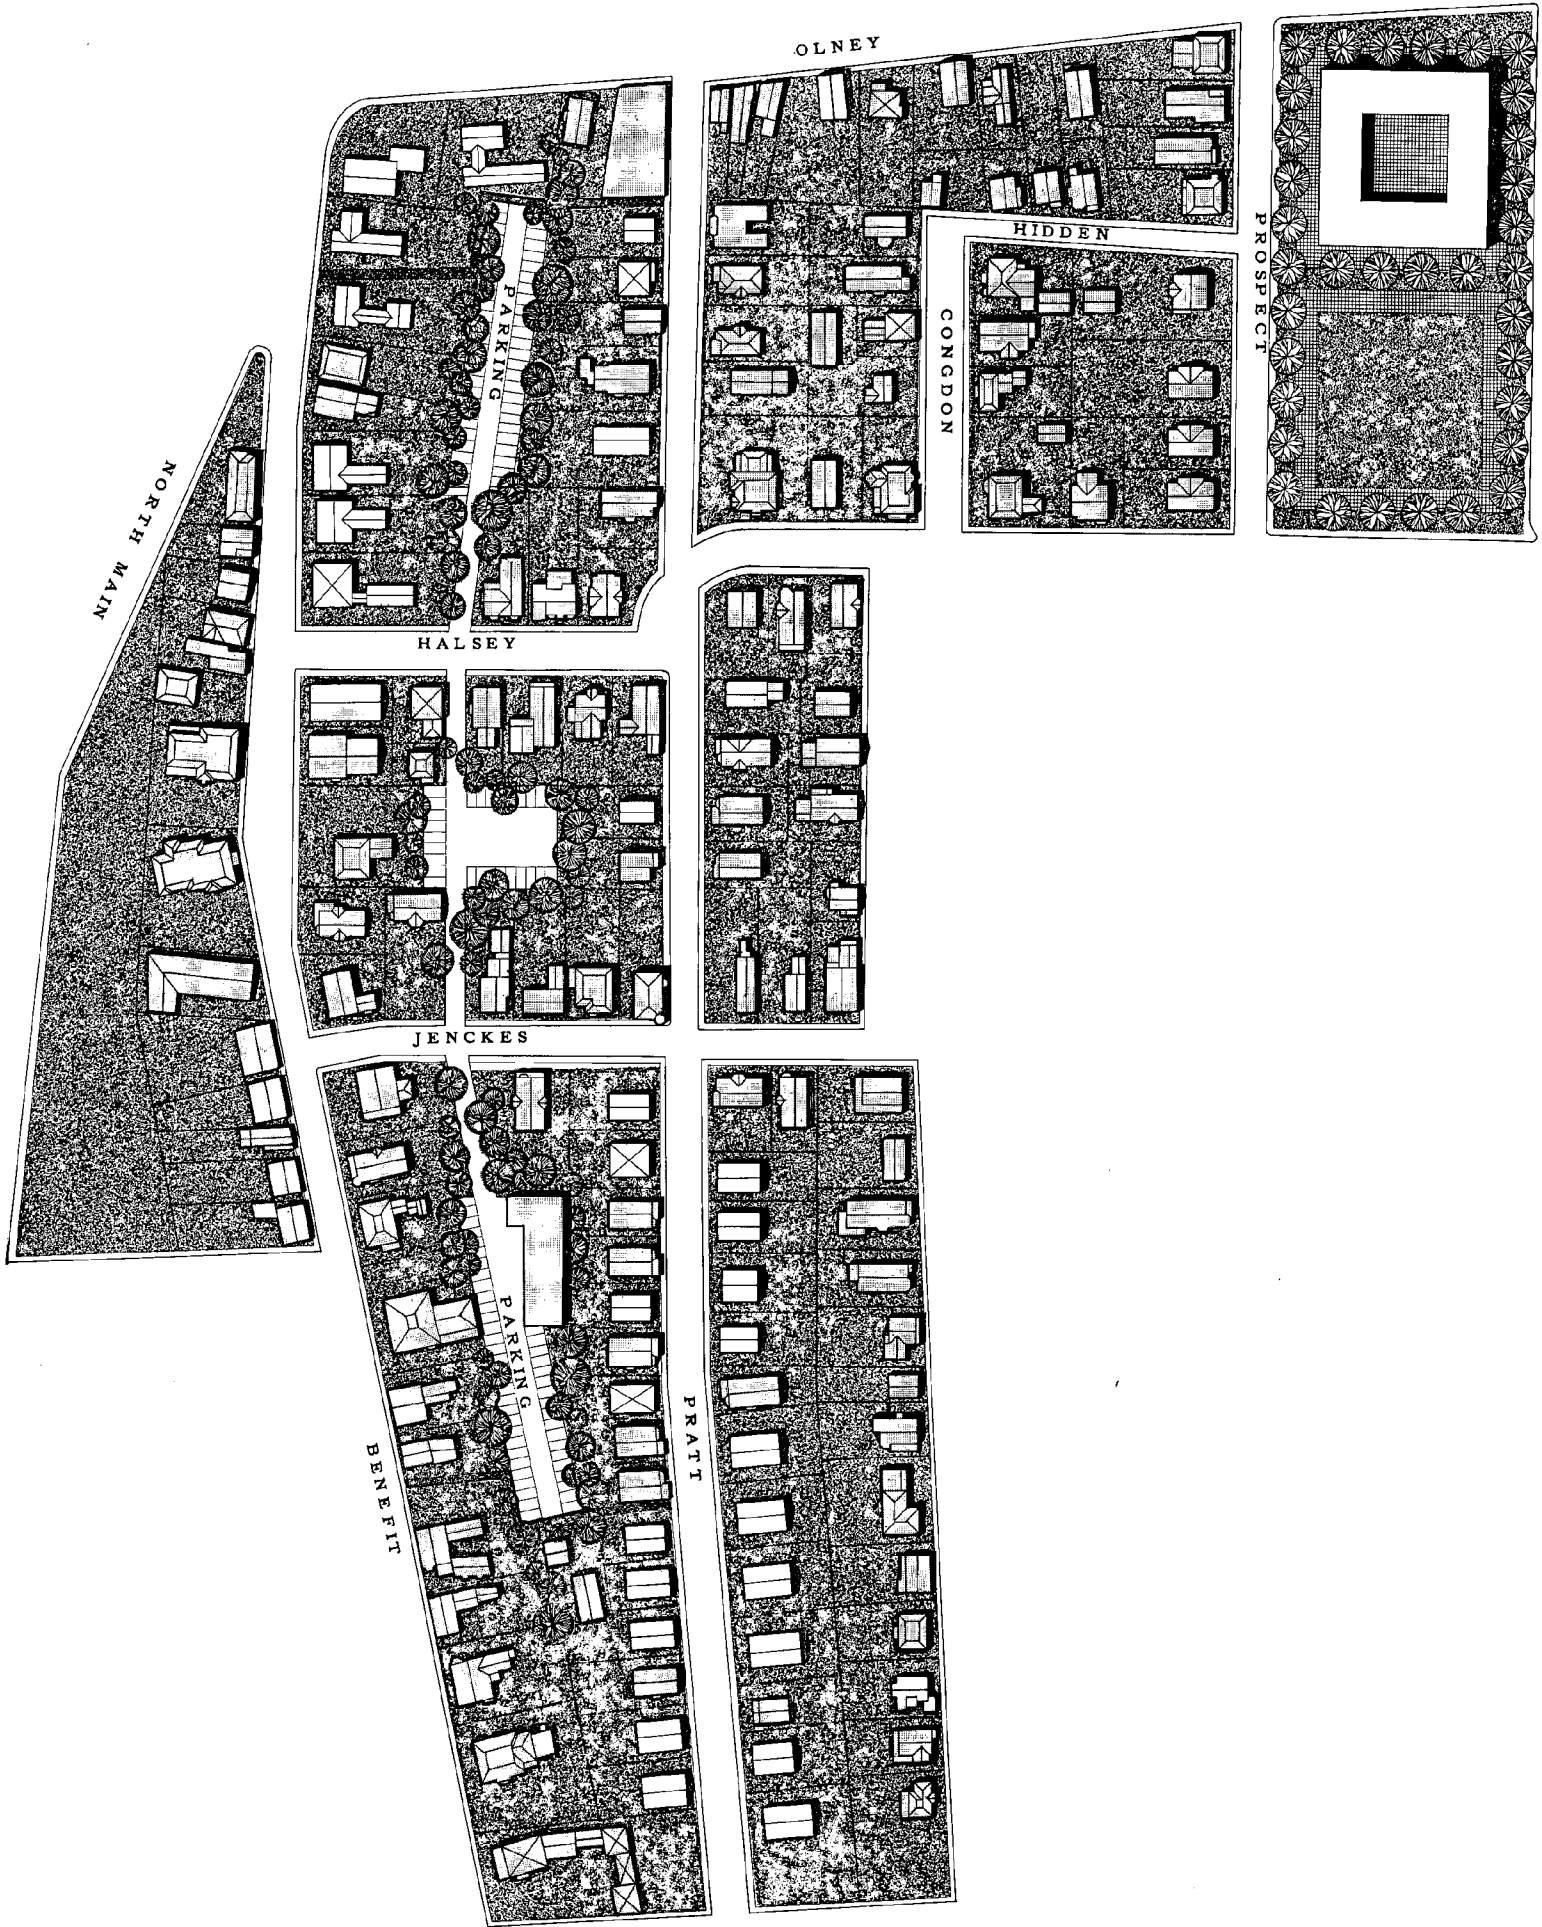 OLNEY
HIDDEN
PROSPECT
PARKING
CONGDON
NORTH MAIN
HALSEY
JENCKES
PARKING
PRATT
BENEFIT